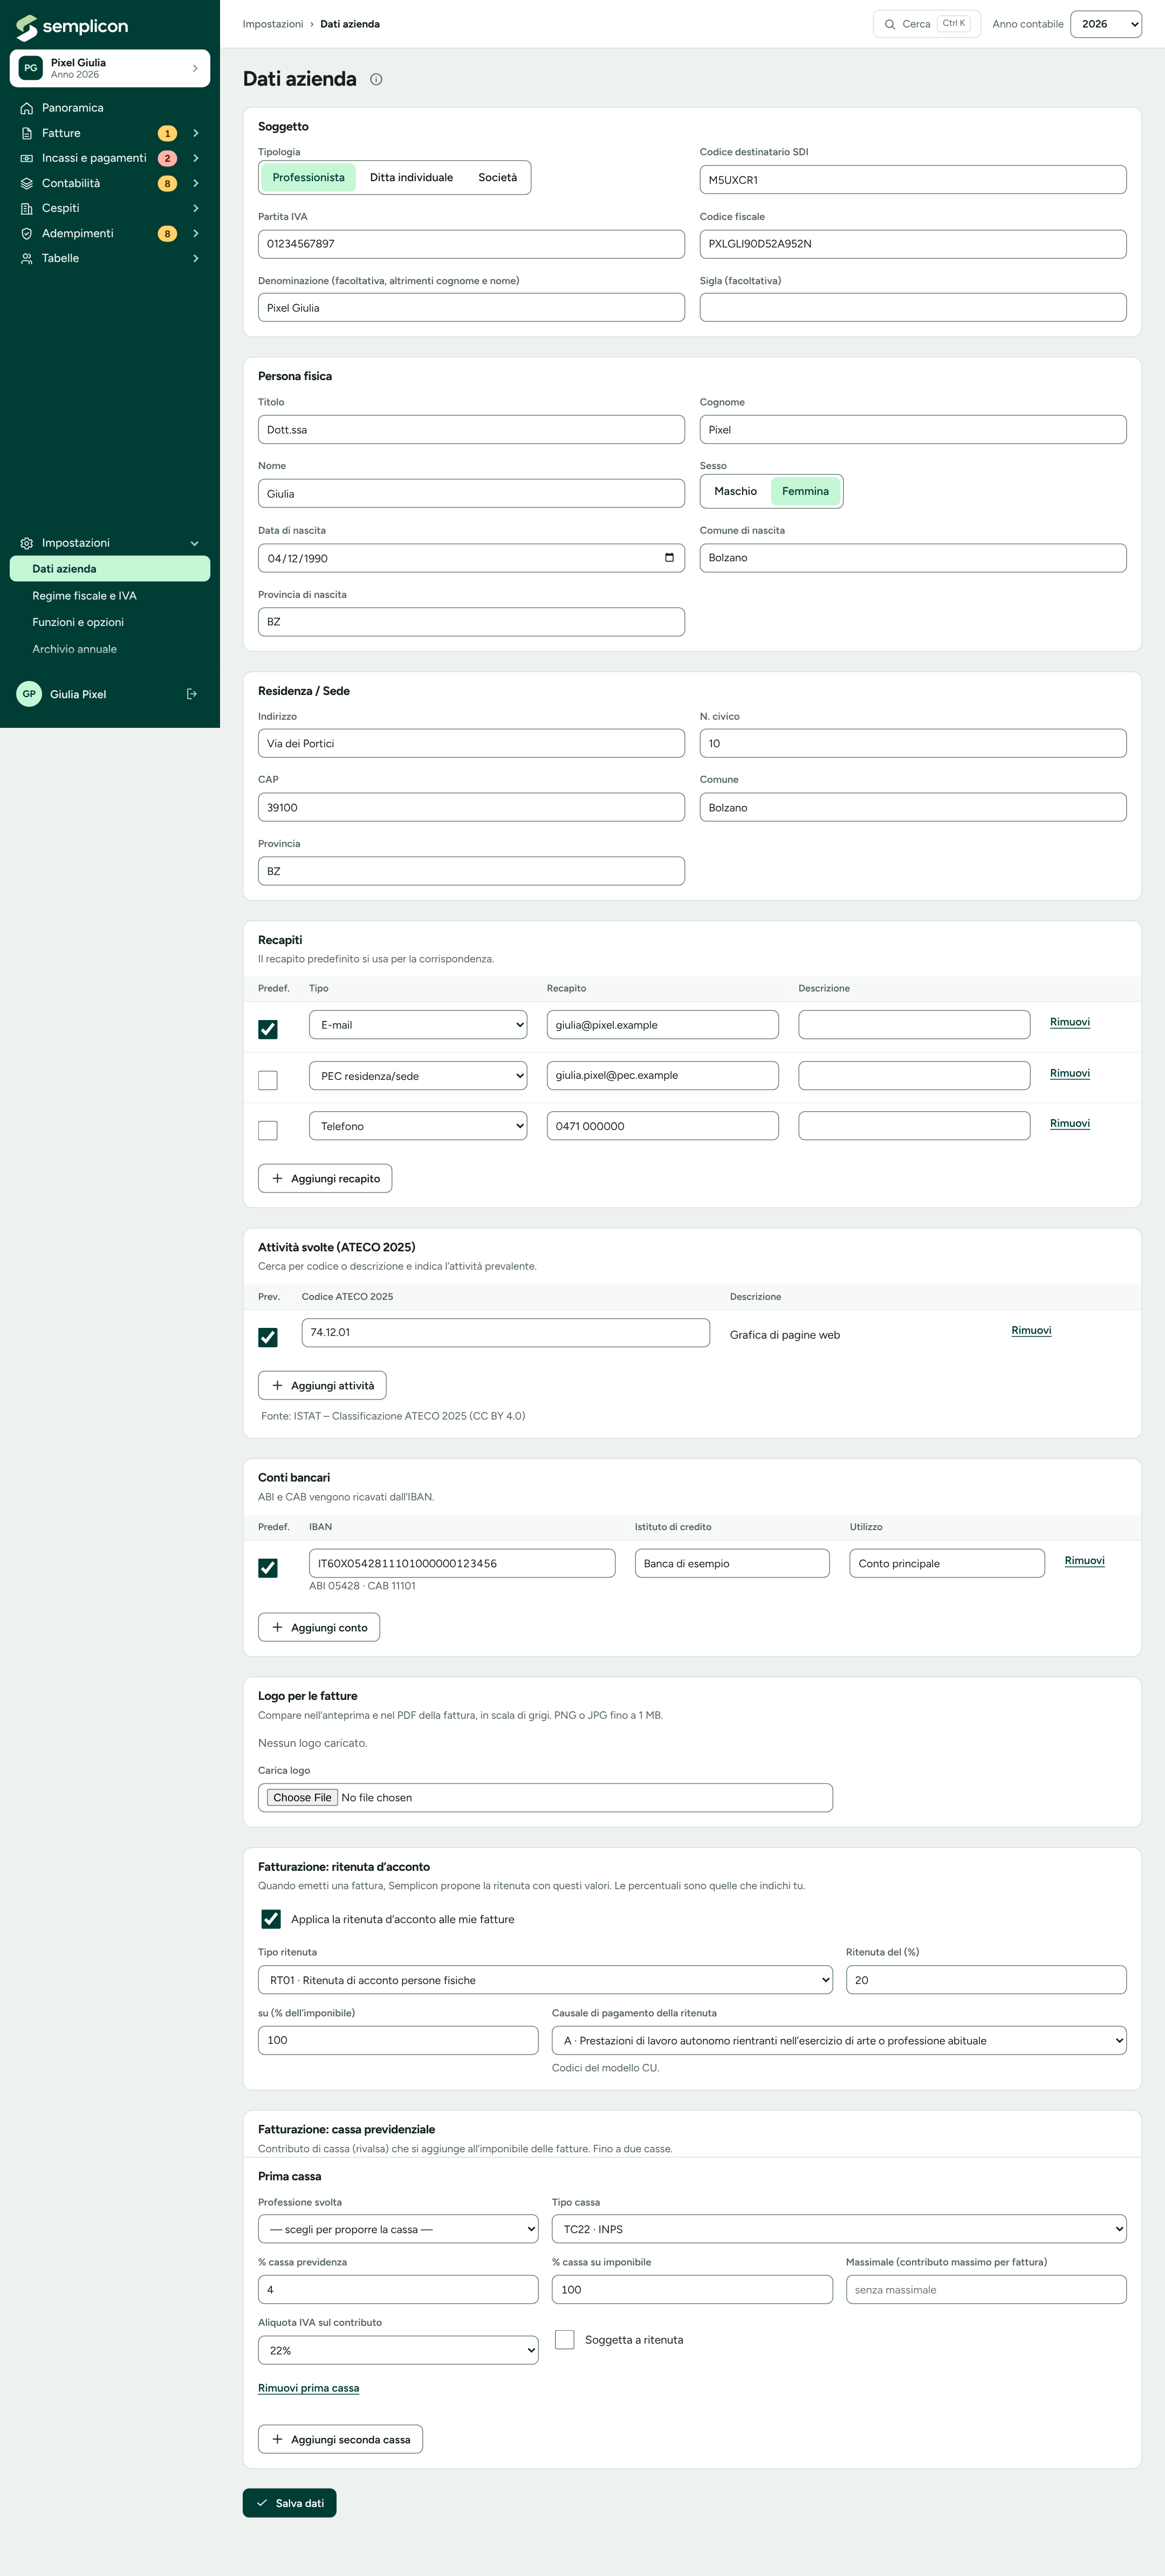 semplicon
PG
Pixel Giulia
Anno 2026
Panoramica
Fatture 1
Incassi e pagamenti 2
Contabilità 8
Cespiti
Adempimenti 8
Tabelle
Impostazioni
Dati azienda
Regime fiscale e IVA
Funzioni e opzioni
Archivio annuale
GP Giulia Pixel
Impostazioni › Dati azienda
Cerca Ctrl K
Anno contabile 2026
Dati azienda
Soggetto
Tipologia
Professionista Ditta individuale Società
Codice destinatario SDI
M5UXCR1
Partita IVA
01234567897
Codice fiscale
PXLGLI90D52A952N
Denominazione (facoltativa, altrimenti cognome e nome)
Pixel Giulia
Sigla (facoltativa)
Persona fisica
Titolo
Dott.ssa
Cognome
Pixel
Nome
Giulia
Sesso
Maschio Femmina
Data di nascita
04/12/1990
Comune di nascita
Bolzano
Provincia di nascita
BZ
Residenza / Sede
Indirizzo
Via dei Portici
N. civico
10
CAP
39100
Comune
Bolzano
Provincia
BZ
Recapiti
Il recapito predefinito si usa per la corrispondenza.
Predef. Tipo Recapito Descrizione
E-mail giulia@pixel.example Rimuovi
PEC residenza/sede giulia.pixel@pec.example Rimuovi
Telefono 0471 000000 Rimuovi
Aggiungi recapito
Attività svolte (ATECO 2025)
Cerca per codice o descrizione e indica l'attività prevalente.
Prev. Codice ATECO 2025 Descrizione
74.12.01 Grafica di pagine web Rimuovi
Aggiungi attività
Fonte: ISTAT – Classificazione ATECO 2025 (CC BY 4.0)
Conti bancari
ABI e CAB vengono ricavati dall'IBAN.
Predef. IBAN Istituto di credito Utilizzo
IT60X0542811101000000123456 Banca di esempio Conto principale Rimuovi
ABI 05428 · CAB 11101
Aggiungi conto
Logo per le fatture
Compare nell'anteprima e nel PDF della fattura, in scala di grigi. PNG o JPG fino a 1 MB.
Nessun logo caricato.
Carica logo
Choose File No file chosen
Fatturazione: ritenuta d'acconto
Quando emetti una fattura, Semplicon propone la ritenuta con questi valori. Le percentuali sono quelle che indichi tu.
Applica la ritenuta d'acconto alle mie fatture
Tipo ritenuta
RT01 · Ritenuta di acconto persone fisiche
Ritenuta del (%)
20
su (% dell'imponibile)
100
Causale di pagamento della ritenuta
A · Prestazioni di lavoro autonomo rientranti nell'esercizio di arte o professione abituale
Codici del modello CU.
Fatturazione: cassa previdenziale
Contributo di cassa (rivalsa) che si aggiunge all'imponibile delle fatture. Fino a due casse.
Prima cassa
Professione svolta
— scegli per proporre la cassa —
Tipo cassa
TC22 · INPS
% cassa previdenza
4
% cassa su imponibile
100
Massimale (contributo massimo per fattura)
senza massimale
Aliquota IVA sul contributo
22%
Soggetta a ritenuta
Rimuovi prima cassa
Aggiungi seconda cassa
Salva dati